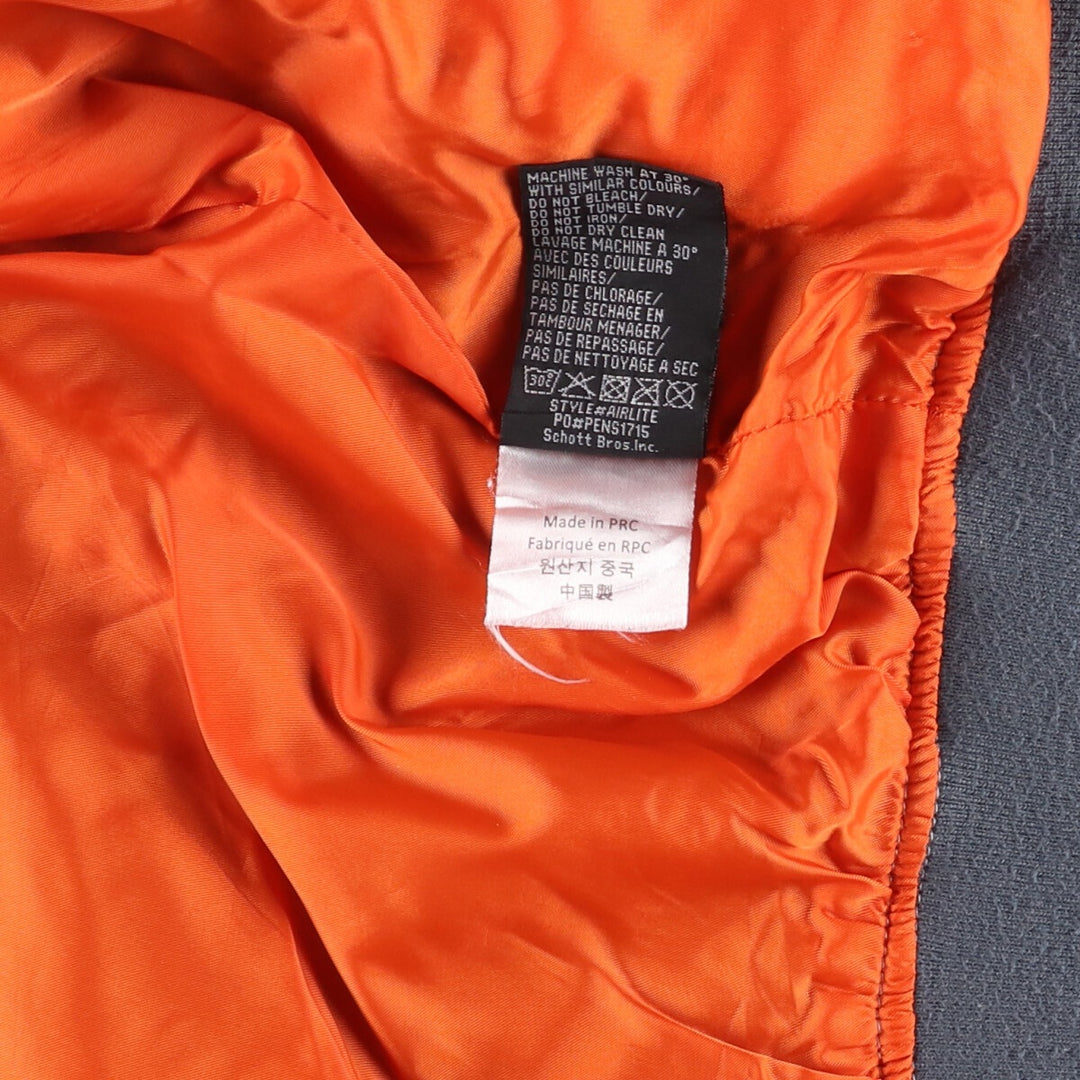 MACHINE WASH AT 30°
WITH SIMILAR COLOURS/
DO NOT BLEACH/
DO NOT TUMBLE DRY/
DO NOT IRON/
DO NOT DRY CLEAN
LAVAGE MACHINE A 30°
AVEC DES COULEURS
SIMILAIRES/
PAS DE CHLORAGE/
PAS DE SECHAGE EN
TAMBOUR MENAGER/
PAS DE REPASSAGE/
PAS DE NETTOYAGE A SEC
30°
STYLE#AIRLITE
PO#PENS1715
Schott Bros.Inc.
Made in PRC
Fabriqué en RPC
원산지 중국
中国製